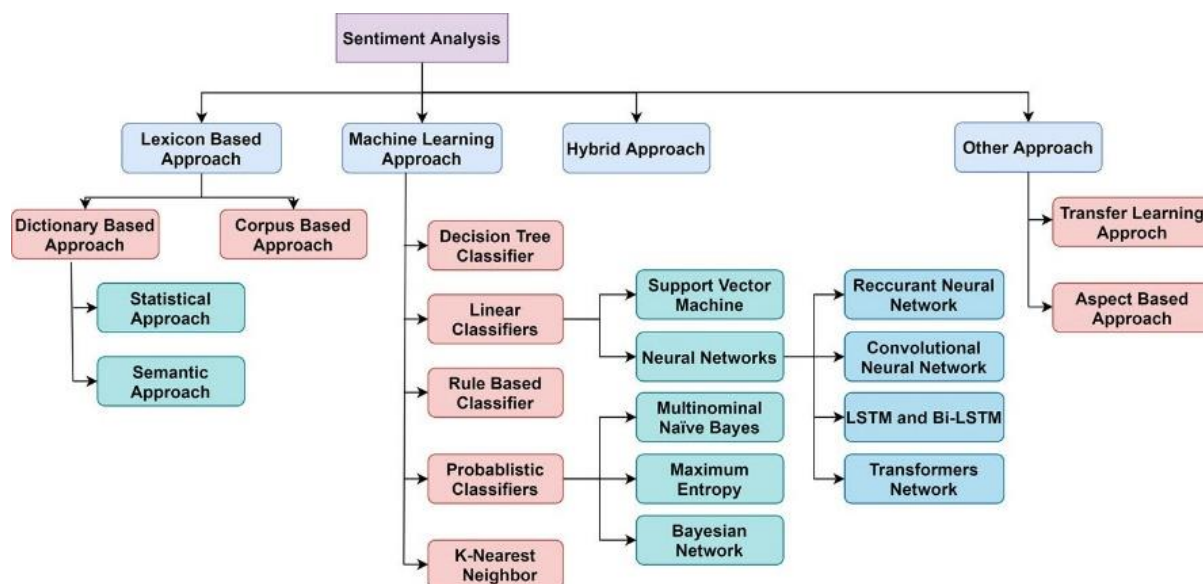 Sentiment Analysis
Lexicon Based
Approach
Machine Learning
Approach
Hybrid Approach
Other Approach
Dictionary Based
Approach
Corpus Based
Approach
Statistical
Approach
Semantic
Approach
Decision Tree
Classifier
Linear
Classifiers
Rule Based
Classifier
Probablistic
Classifiers
K-Nearest
Neighbor
Support Vector
Machine
Neural Networks
Multinominal
Naïve Bayes
Maximum
Entropy
Bayesian
Network
Reccurant Neural
Network
Convolutional
Neural Network
LSTM and Bi-LSTM
Transformers
Network
Transfer Learning
Approch
Aspect Based
Approach